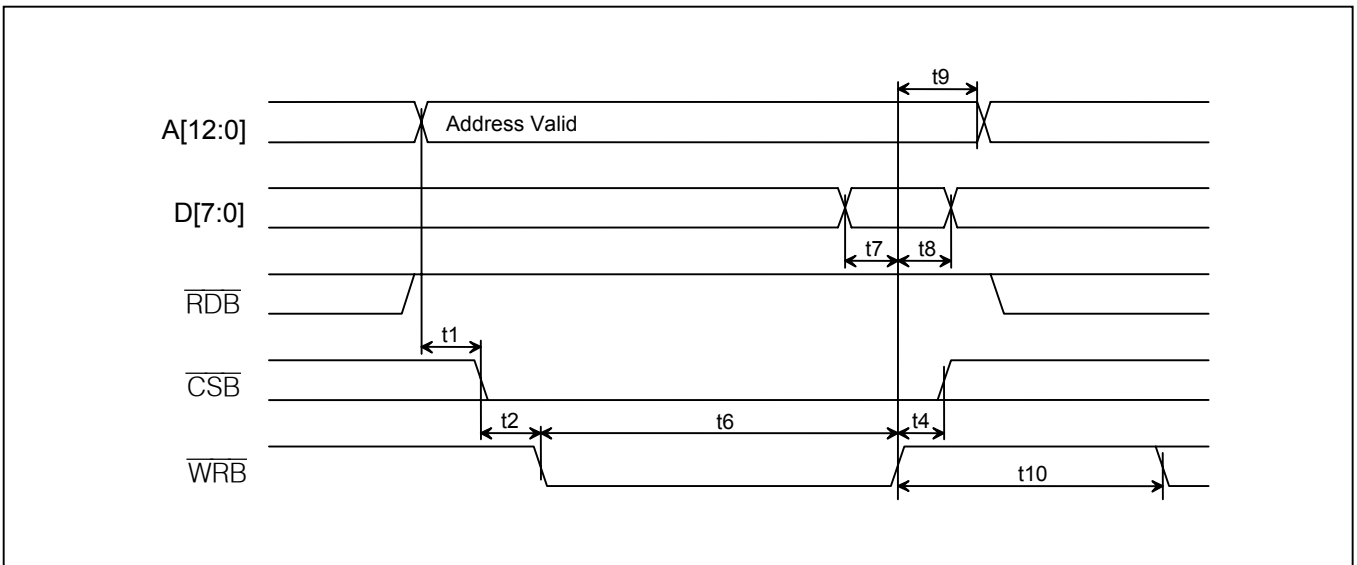 t9
A[12:0]
Address Valid
D[7:0]
t7
t8
RDB
t1
CSB
t2
t6
t4
WRB
t10